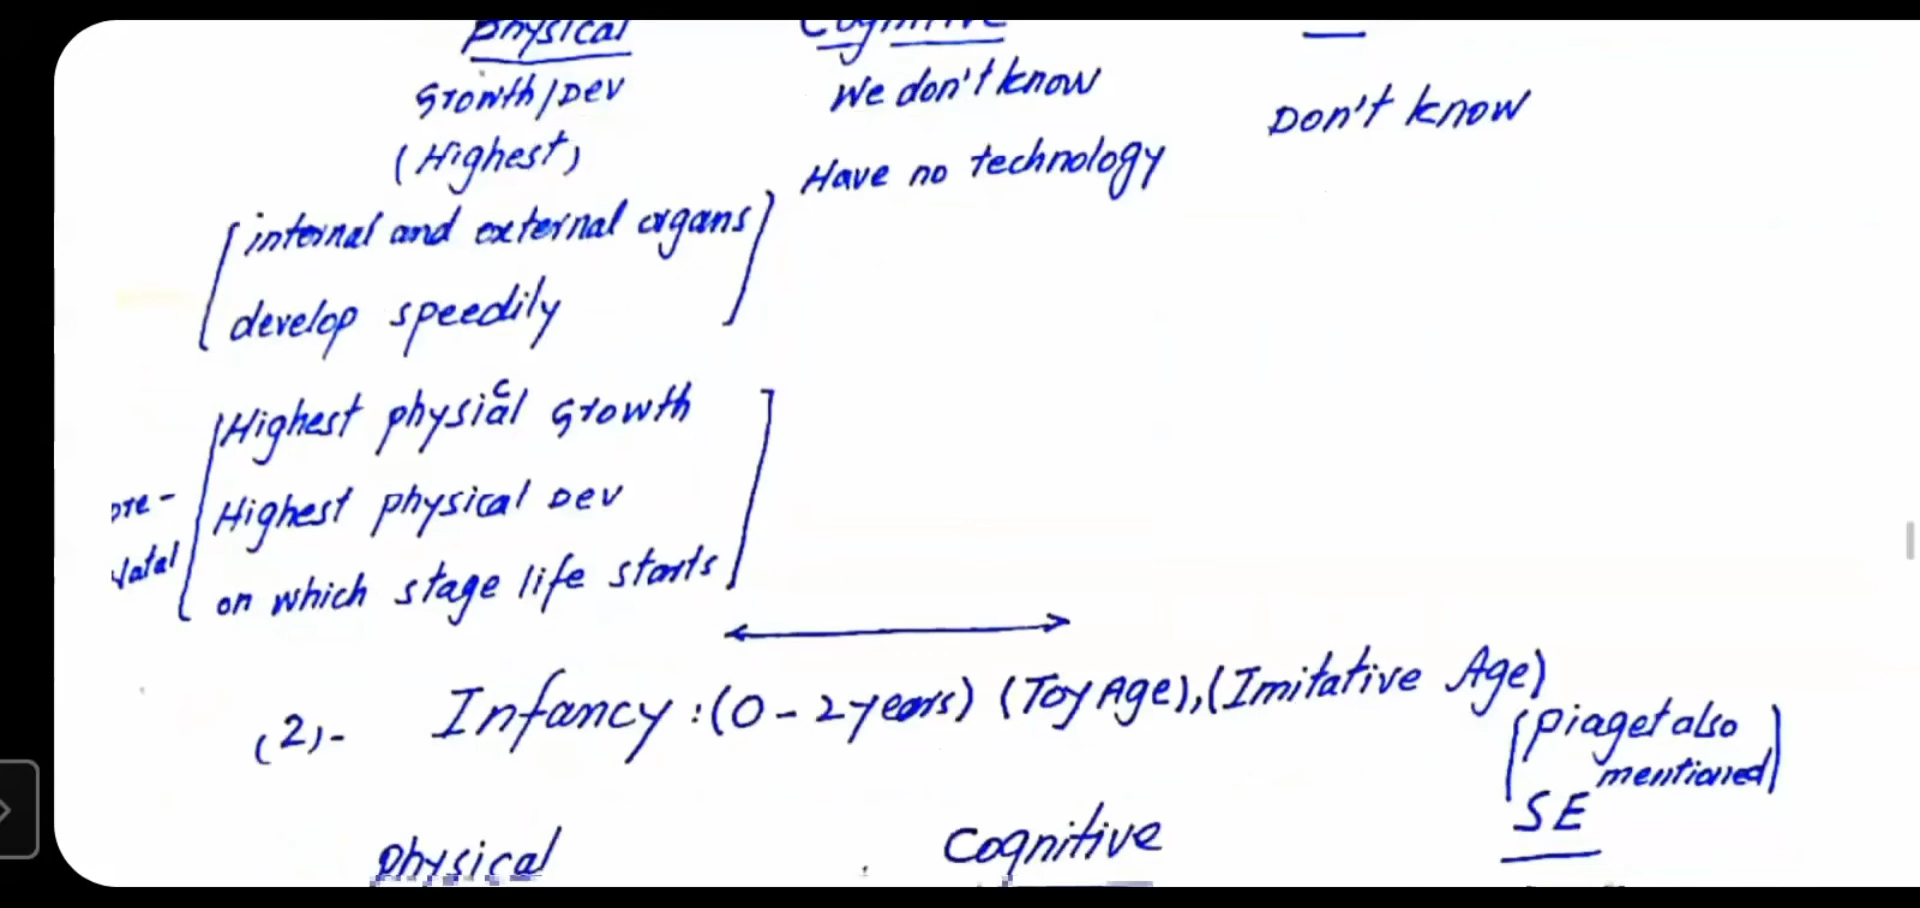 Physical Cognitive
Growth/Dev We don't know Don't know
(Highest) Have no technology
internal and external organs
develop speedily
Highest physical Growth
Highest physical Dev
on which stage life starts
pre-
Natal
(2)- Infancy : (0 - 2 years) (Toy Age), (Imitative Age)
(piaget also
mentioned)
physical Cognitive SE